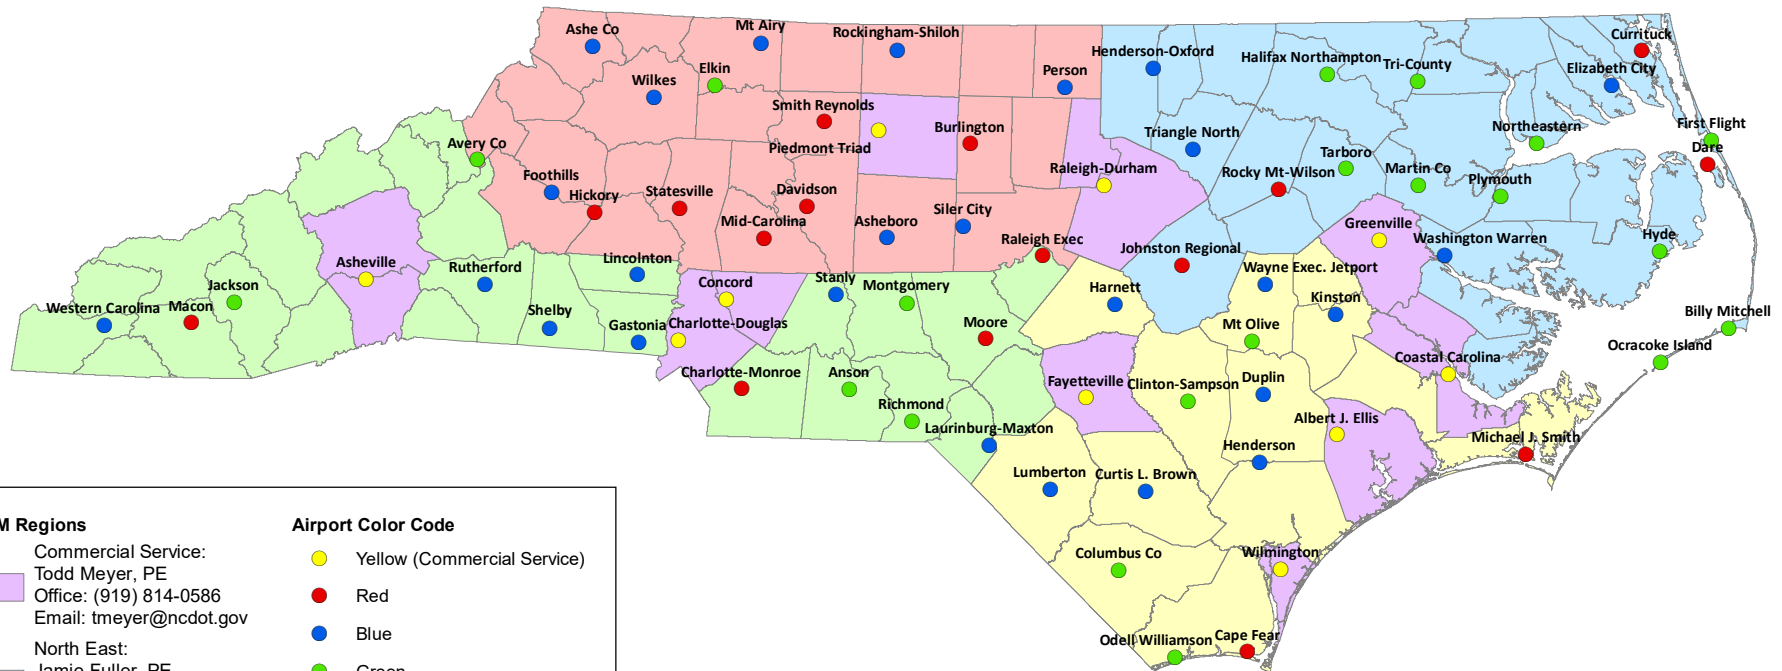 Ashe Co
Mt Airy
Rockingham-Shiloh
Currituck
Henderson-Oxford
Halifax Northampton
Tri-County
Elkin
Person
Elizabeth City
Wilkes
Smith Reynolds
First Flight
Burlington
Northeastern
Triangle North
Avery Co
Piedmont Triad
Dare
Tarboro
Raleigh-Durham
Rocky Mt-Wilson
Martin Co
Foothills
Plymouth
Hickory
Statesville
Davidson
Siler City
Mid-Carolina
Asheboro
Greenville
Raleigh Exec
Washington Warren
Hyde
Johnston Regional
Asheville
Rutherford
Lincolnton
Wayne Exec. Jetport
Concord
Stanly
Montgomery
Jackson
Harnett
Kinston
Western Carolina
Macon
Shelby
Billy Mitchell
Gastonia
Charlotte-Douglas
Moore
Mt Olive
Ocracoke Island
Coastal Carolina
Charlotte-Monroe
Anson
Fayetteville
Clinton-Sampson
Duplin
Richmond
Albert J. Ellis
Laurinburg-Maxton
Michael J. Smith
Henderson
Lumberton
Curtis L. Brown
Columbus Co
Wilmington
Odell Williamson
Cape Fear
M Regions
Commercial Service:
Todd Meyer, PE
Office: (919) 814-0586
Email: tmeyer@ncdot.gov
North East:
Jamie Fuller, PE
Airport Color Code
Yellow (Commercial Service)
Red
Blue
Green